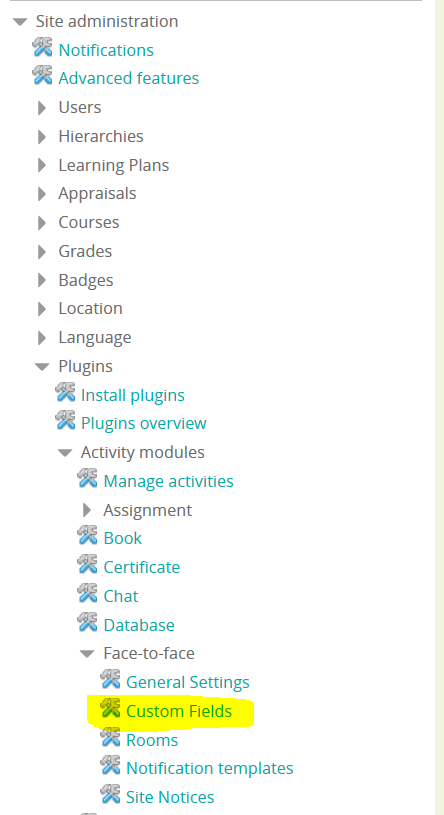 Site administration
Notifications
Advanced features
Users
Hierarchies
Learning Plans
Appraisals
Courses
Grades
Badges
Location
Language
Plugins
Install plugins
Plugins overview
Activity modules
Manage activities
Assignment
Book
Certificate
Chat
Database
Face-to-face
General Settings
Custom Fields
Rooms
Notification templates
Site Notices